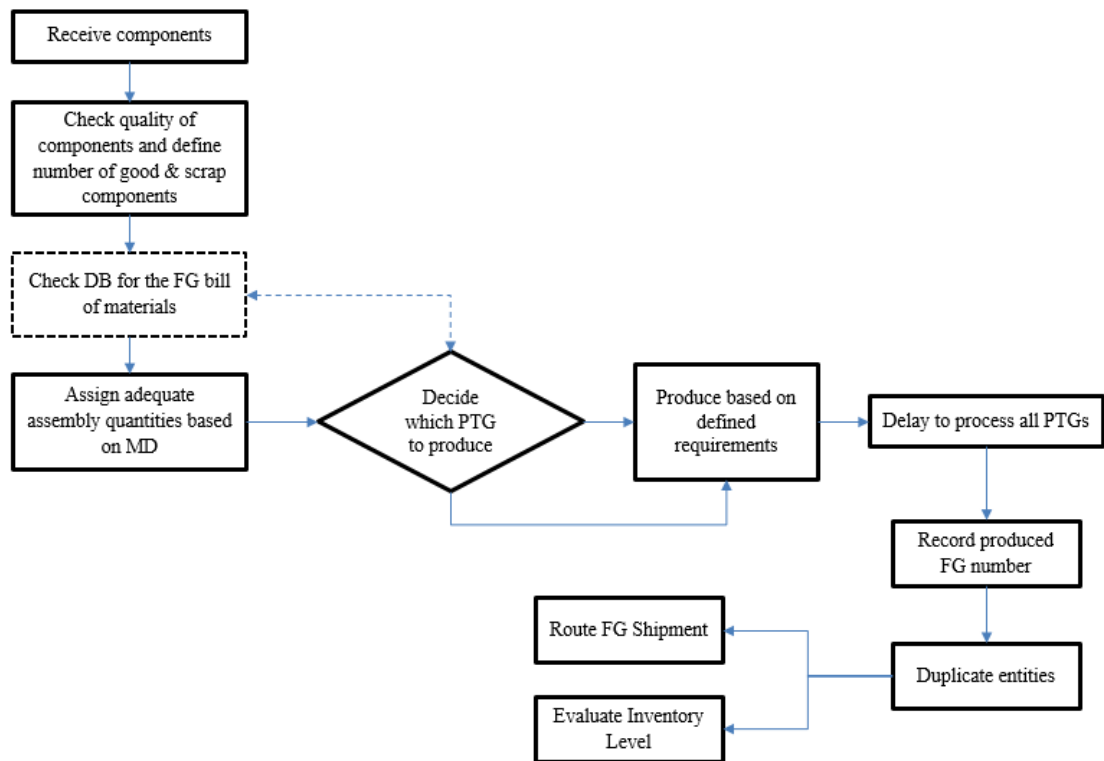 Receive components
Check quality of
components and define
number of good & scrap
components
Check DB for the FG bill
of materials
Assign adequate
assembly quantities based
on MD
Decide
which PTG
to produce
Produce based on
defined
requirements
Delay to process all PTGs
Record produced
FG number
Duplicate entities
Route FG Shipment
Evaluate Inventory
Level